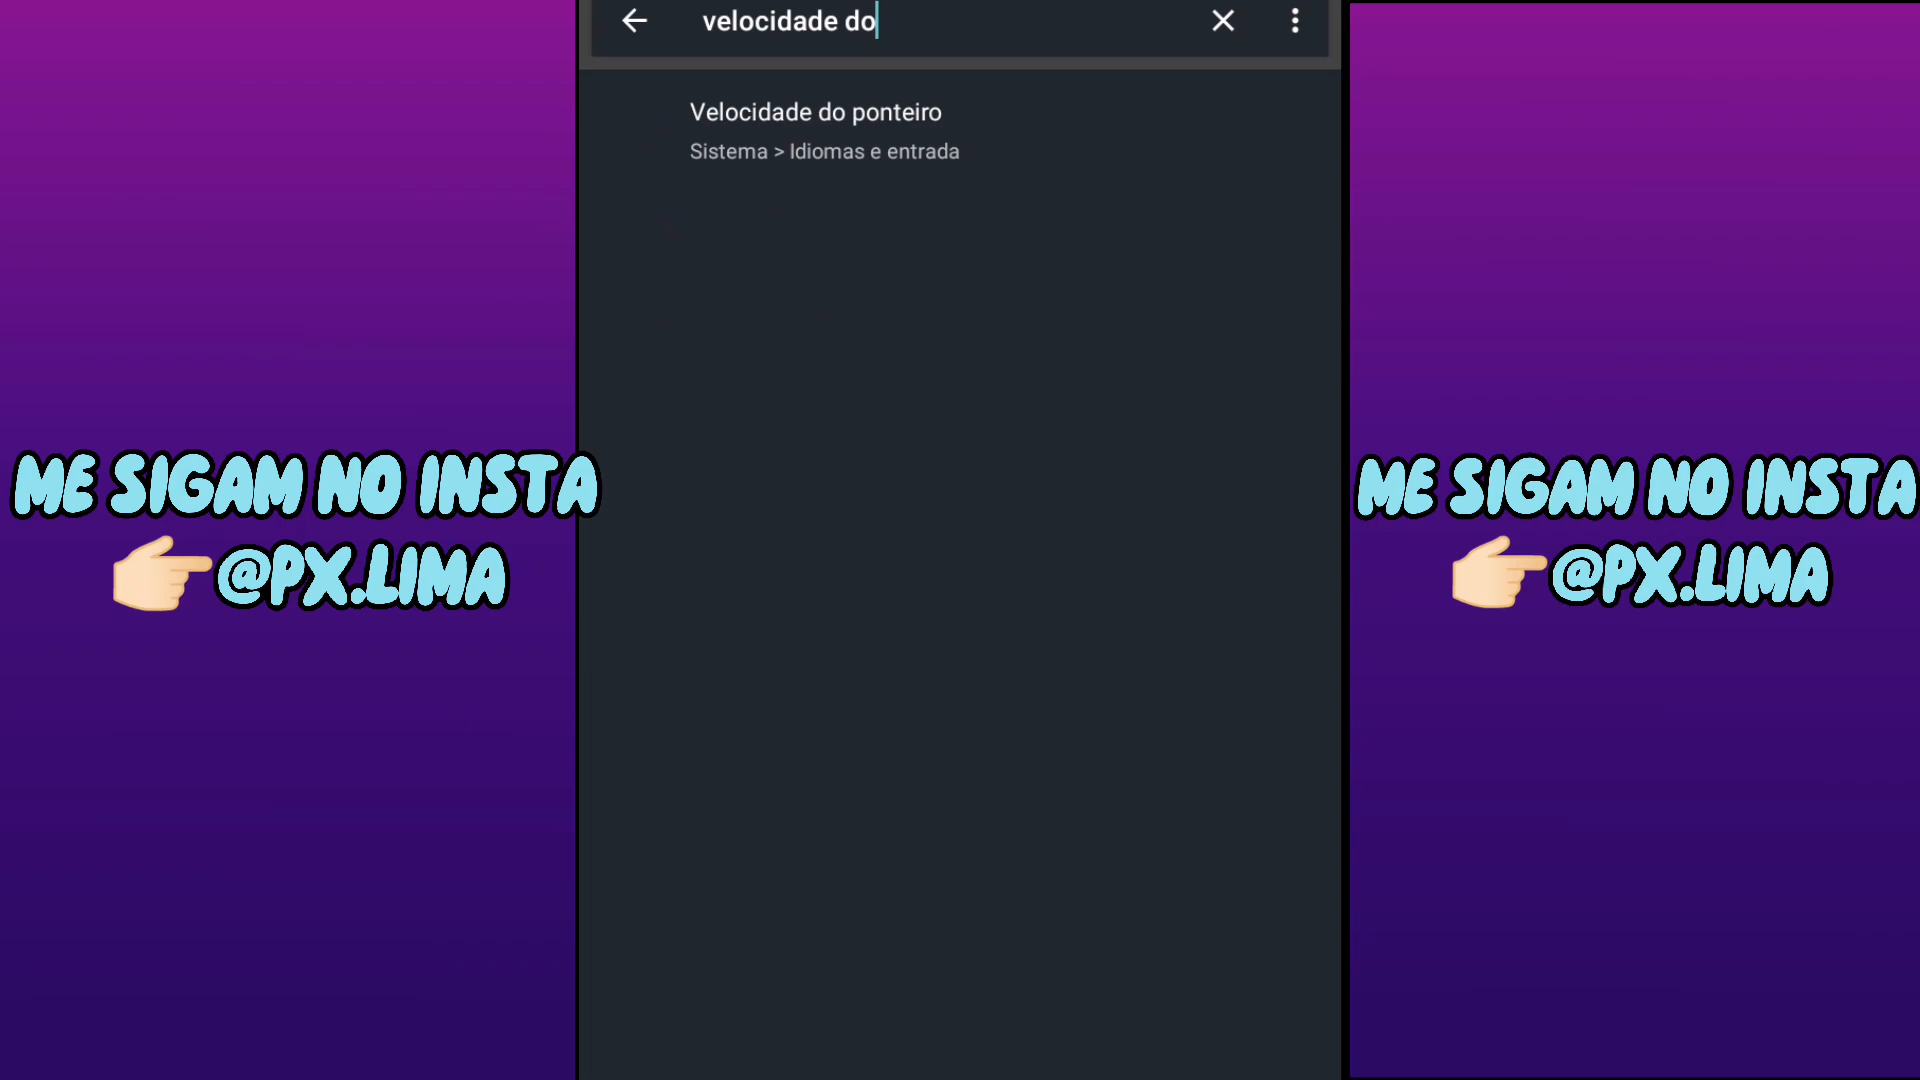 velocidade do
Velocidade do ponteiro
Sistema > Idiomas e entrada
ME SIGAM NO INSTA
👉🏻@PX.LIMA
ME SIGAM NO INSTA
👉🏻@PX.LIMA